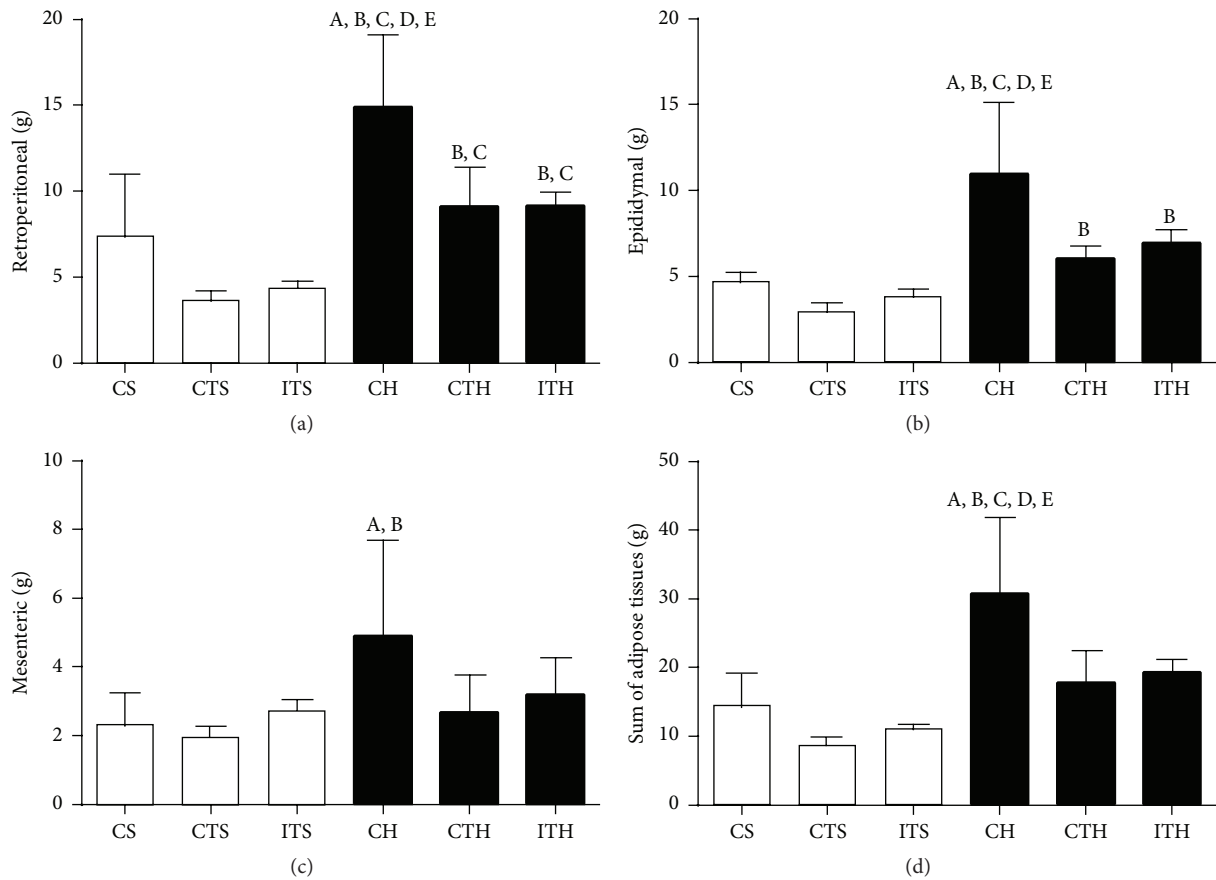 A, B, C, D, E
B, C
B, C
20
15
10
5
0
Retroperitoneal (g)
CS CTS ITS CH CTH ITH
(a)
A, B, C, D, E
B
B
20
15
10
5
0
Epididymal (g)
CS CTS ITS CH CTH ITH
(b)
A, B
10
8
6
4
2
0
Mesenteric (g)
CS CTS ITS CH CTH ITH
(c)
A, B, C, D, E
50
40
30
20
10
0
Sum of adipose tissues (g)
CS CTS ITS CH CTH ITH
(d)